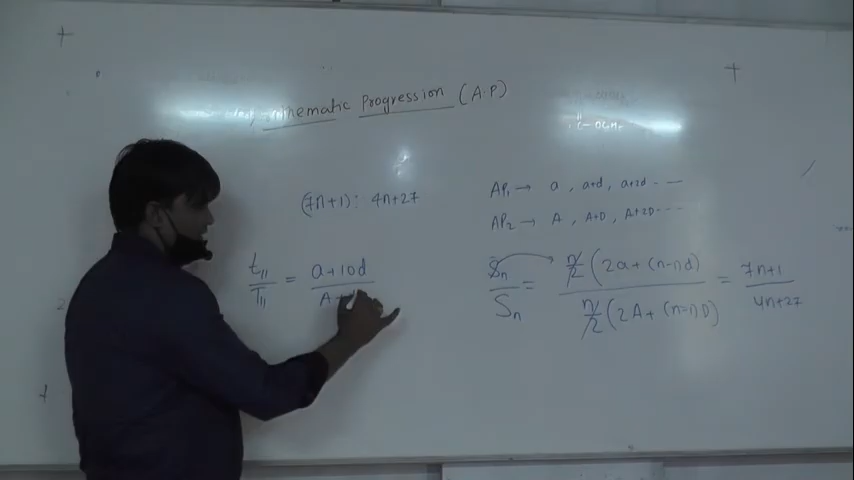 Arithmetic Progression (A.P)
(7n+1) : 4n+27
AP₁ → a , a+d, a+2d - - -
AP₂ → A, A+D, A+2D - - -
t₁₁/T₁₁ = (a+10d)/(A+
Sn/Sn = n/2 (2a + (n-1)d) / n/2 (2A + (n-1)D) = 7n+1 / 4n+27